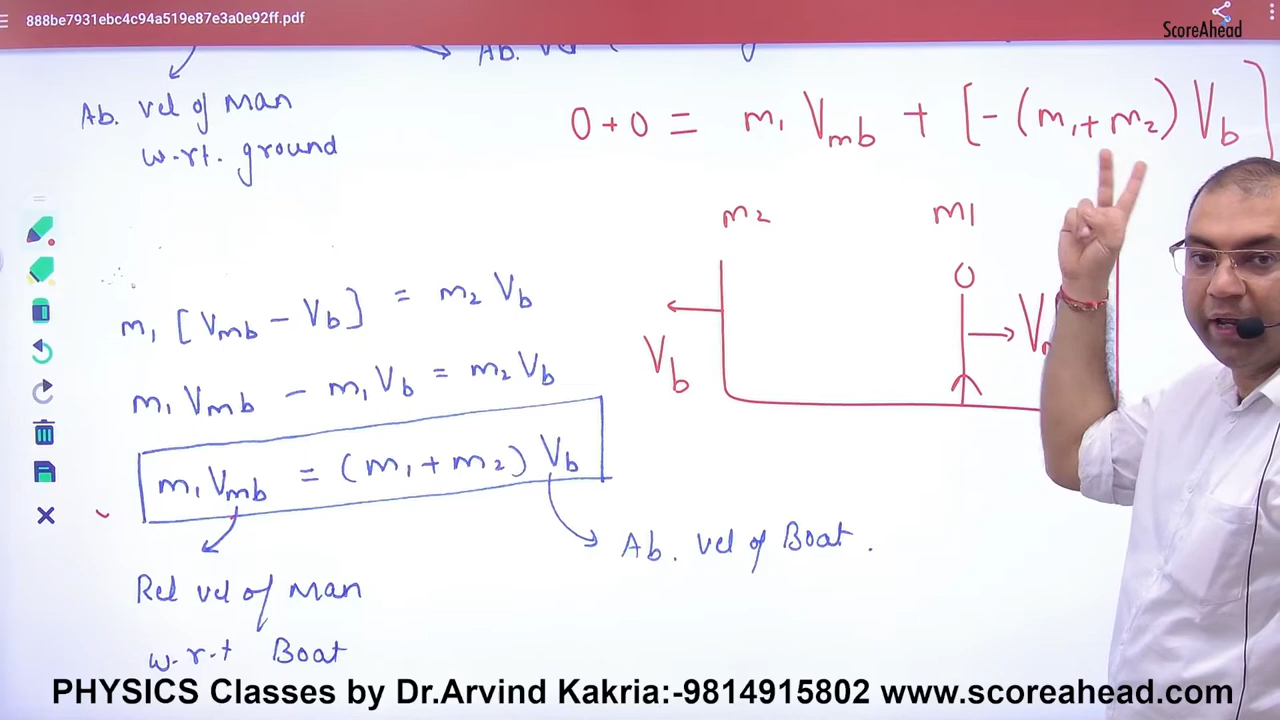 888be7931ebc4c94a519e87e3a0e92ff.pdf
ScoreAhead
Ab. vel
Ab. vel of man
w.r.t. ground
0 + 0 = m₁ Vmb + [- (m₁ + m₂) Vb]
m₂ m1
Vb
m₁ [Vmb - Vb] = m₂ Vb
m₁ Vmb - m₁ Vb = m₂ Vb
m₁ Vmb = (m₁ + m₂) Vb
Ab. vel of Boat.
Rel vel of man
w.r.t Boat
PHYSICS Classes by Dr.Arvind Kakria:-9814915802 www.scoreahead.com